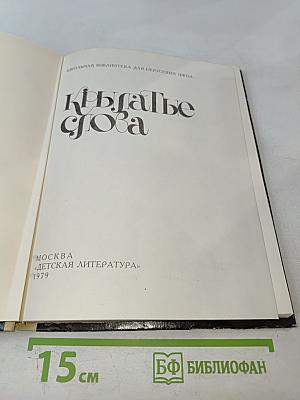 ШКОЛЬНАЯ БИБЛИОТЕКА ДЛЯ НЕРУССКИХ ШКОЛ
КРЫЛАТЫЕ
СЛОВА
МОСКВА
«ДЕТСКАЯ ЛИТЕРАТУРА»
1979
15 см
БФ БИБЛИОФАН